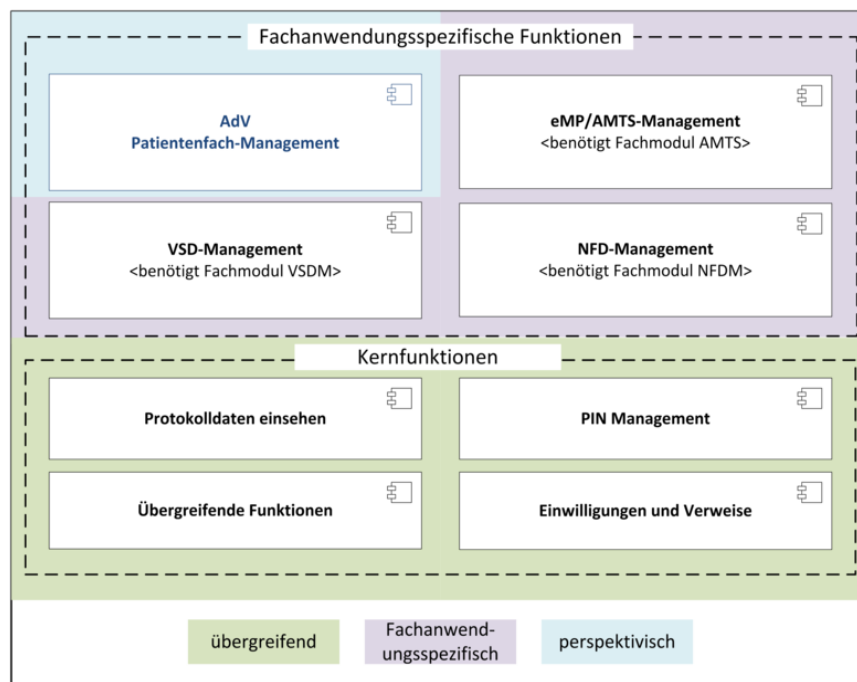 Fachanwendungsspezifische Funktionen
AdV
Patientenfach-Management
eMP/AMTS-Management
<benötigt Fachmodul AMTS>
VSD-Management
<benötigt Fachmodul VSDM>
NFD-Management
<benötigt Fachmodul NFDM>
Kernfunktionen
Protokolldaten einsehen
PIN Management
Übergreifende Funktionen
Einwilligungen und Verweise
übergreifend
Fachanwend-
ungsspezifisch
perspektivisch